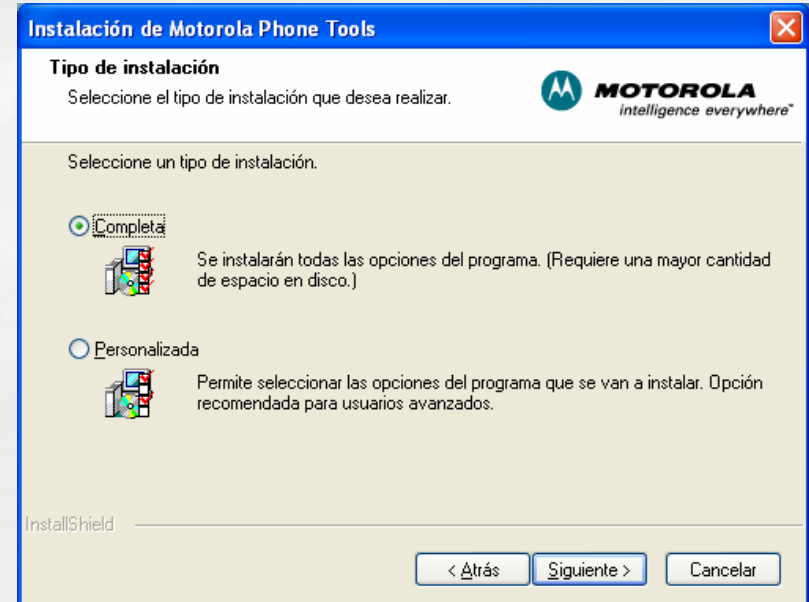 Instalación de Motorola Phone Tools
Tipo de instalación
Seleccione el tipo de instalación que desea realizar.
MOTOROLA
intelligence everywhere™
Seleccione un tipo de instalación.
Completa
Se instalarán todas las opciones del programa. (Requiere una mayor cantidad
de espacio en disco.)
Personalizada
Permite seleccionar las opciones del programa que se van a instalar. Opción
recomendada para usuarios avanzados.
InstallShield
< Atrás
Siguiente >
Cancelar